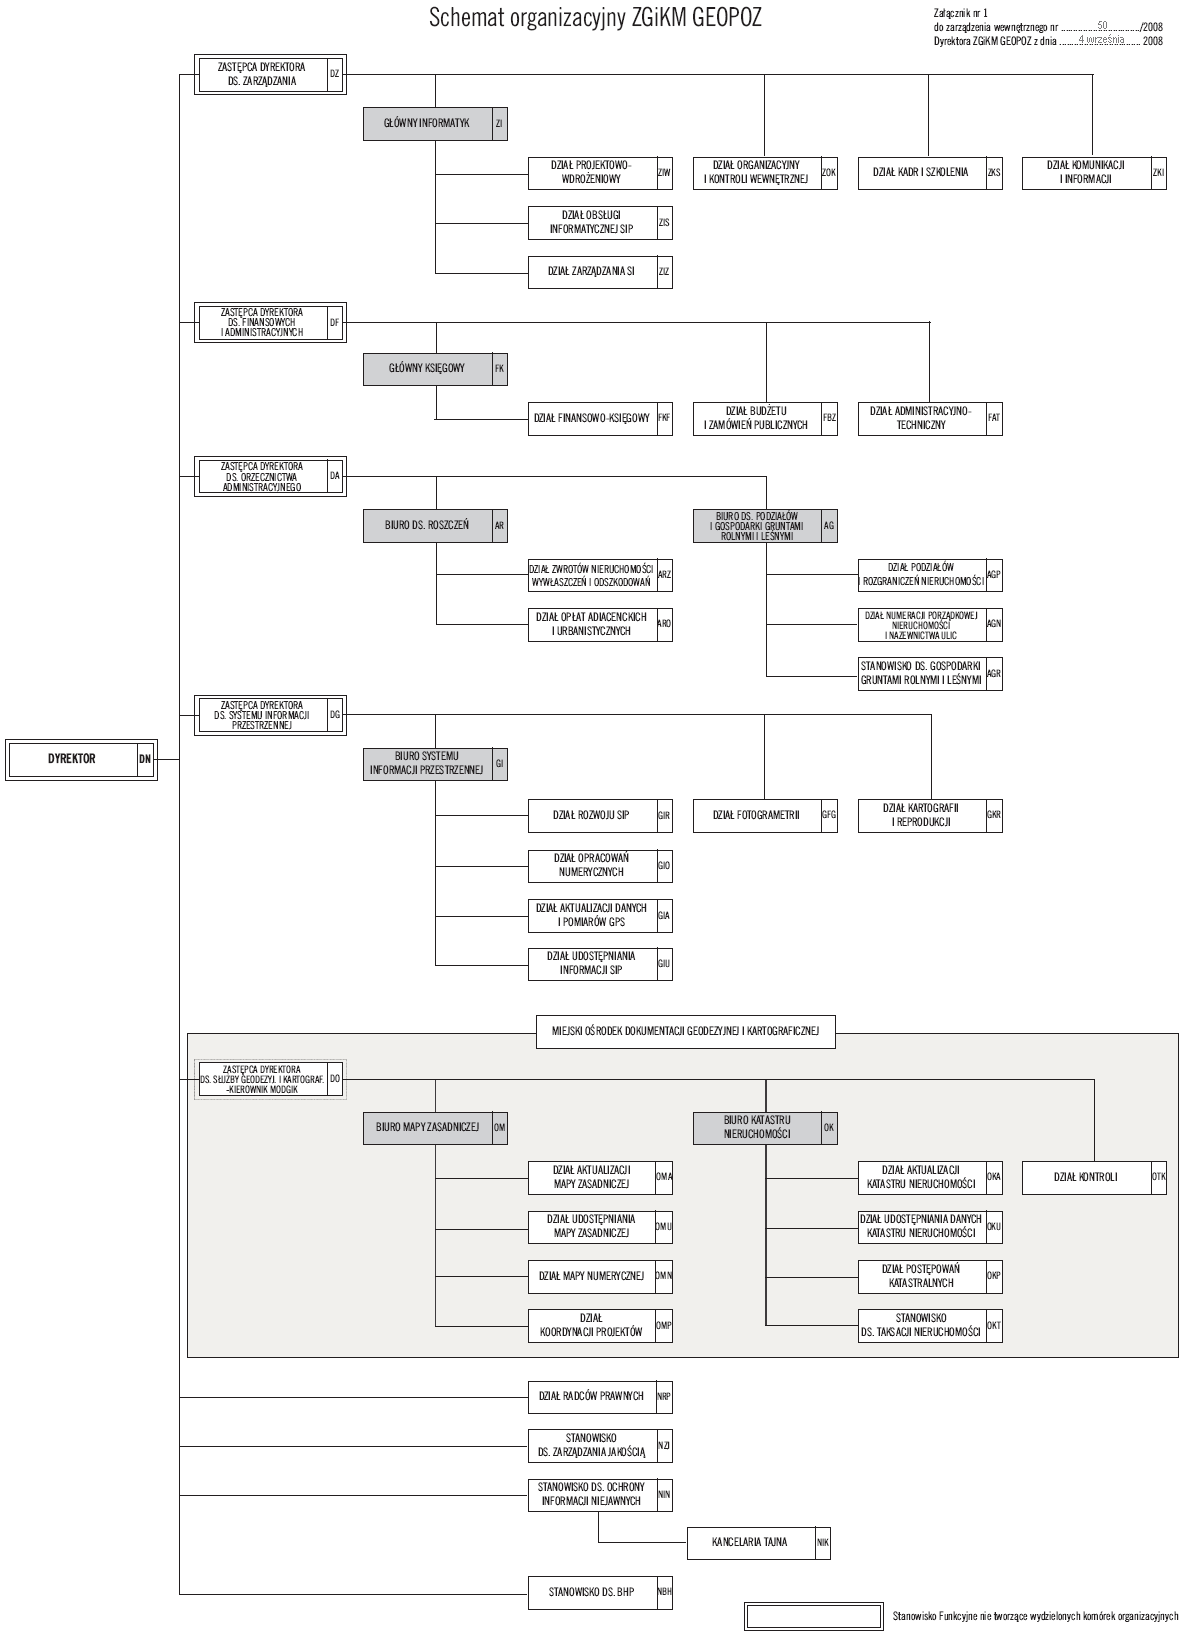 Schemat organizacyjny ZGiKM GEOPOZ
Załącznik nr 1
do zarządzenia wewnętrznego nr ..............50............../2008
Dyrektora ZGiKM GEOPOZ z dnia .......4 września....... 2008
ZASTĘPCA DYREKTORA
DS. ZARZĄDZANIA
DZ
GŁÓWNY INFORMATYK
ZI
DZIAŁ PROJEKTOWO-
WDROŻENIOWY
ZIW
DZIAŁ ORGANIZACYJNY
I KONTROLI WEWNĘTRZNEJ
ZOK
DZIAŁ KADR I SZKOLENIA
ZKS
DZIAŁ KOMUNIKACJI
I INFORMACJI
ZKI
DZIAŁ OBSŁUGI
INFORMATYCZNEJ SIP
ZIS
DZIAŁ ZARZĄDZANIA SI
ZIZ
ZASTĘPCA DYREKTORA
DS. FINANSOWYCH
I ADMINISTRACYJNYCH
DF
GŁÓWNY KSIĘGOWY
FK
DZIAŁ FINANSOWO-KSIĘGOWY
FKF
DZIAŁ BUDŻETU
I ZAMÓWIEŃ PUBLICZNYCH
FBZ
DZIAŁ ADMINISTRACYJNO-
TECHNICZNY
FAT
ZASTĘPCA DYREKTORA
DS. ORZECZNICTWA
ADMINISTRACYJNEGO
DA
BIURO DS. ROSZCZEŃ
AR
BIURO DS. PODZIAŁÓW
I GOSPODARKI GRUNTAMI
ROLNYMI I LEŚNYMI
AG
DZIAŁ ZWROTÓW NIERUCHOMOŚCI
WYWŁASZCZEŃ I ODSZKODOWAŃ
ARZ
DZIAŁ PODZIAŁÓW
I ROZGRANICZEŃ NIERUCHOMOŚCI
AGP
DZIAŁ OPŁAT ADIACENCKICH
I URBANISTYCZNYCH
ARO
DZIAŁ NUMERACJI PORZĄDKOWEJ
NIERUCHOMOŚCI
I NAZEWNICTWA ULIC
AGN
STANOWISKO DS. GOSPODARKI
GRUNTAMI ROLNYMI I LEŚNYMI
AGR
ZASTĘPCA DYREKTORA
DS. SYSTEMU INFORMACJI
PRZESTRZENNEJ
DG
DYREKTOR
DN
BIURO SYSTEMU
INFORMACJI PRZESTRZENNEJ
GI
DZIAŁ ROZWOJU SIP
GIR
DZIAŁ FOTOGRAMETRII
GFG
DZIAŁ KARTOGRAFII
I REPRODUKCJI
GKR
DZIAŁ OPRACOWAŃ
NUMERYCZNYCH
GIO
DZIAŁ AKTUALIZACJI DANYCH
I POMIARÓW GPS
GIA
DZIAŁ UDOSTĘPNIANIA
INFORMACJI SIP
GIU
MIEJSKI OŚRODEK DOKUMENTACJI GEODEZYJNEJ I KARTOGRAFICZNEJ
ZASTĘPCA DYREKTORA
DS. SŁUŻBY GEODEZYJ. I KARTOGRAF.
-KIEROWNIK MODGIK
DO
BIURO MAPY ZASADNICZEJ
OM
BIURO KATASTRU
NIERUCHOMOŚCI
OK
DZIAŁ AKTUALIZACJI
MAPY ZASADNICZEJ
OMA
DZIAŁ AKTUALIZACJI
KATASTRU NIERUCHOMOŚCI
OKA
DZIAŁ KONTROLI
OTK
DZIAŁ UDOSTĘPNIANIA
MAPY ZASADNICZEJ
OMU
DZIAŁ UDOSTĘPNIANIA DANYCH
KATASTRU NIERUCHOMOŚCI
OKU
DZIAŁ MAPY NUMERYCZNEJ
OMN
DZIAŁ POSTĘPOWAŃ
KATASTRALNYCH
OKP
DZIAŁ
KOORDYNACJI PROJEKTÓW
OMP
STANOWISKO
DS. TAKSACJI NIERUCHOMOŚCI
OKT
DZIAŁ RADCÓW PRAWNYCH
NRP
STANOWISKO
DS. ZARZĄDZANIA JAKOŚCIĄ
NZI
STANOWISKO DS. OCHRONY
INFORMACJI NIEJAWNYCH
NIN
KANCELARIA TAJNA
NIK
STANOWISKO DS. BHP
NBH
Stanowisko Funkcyjne nie tworzące wydzielonych komórek organizacyjnych